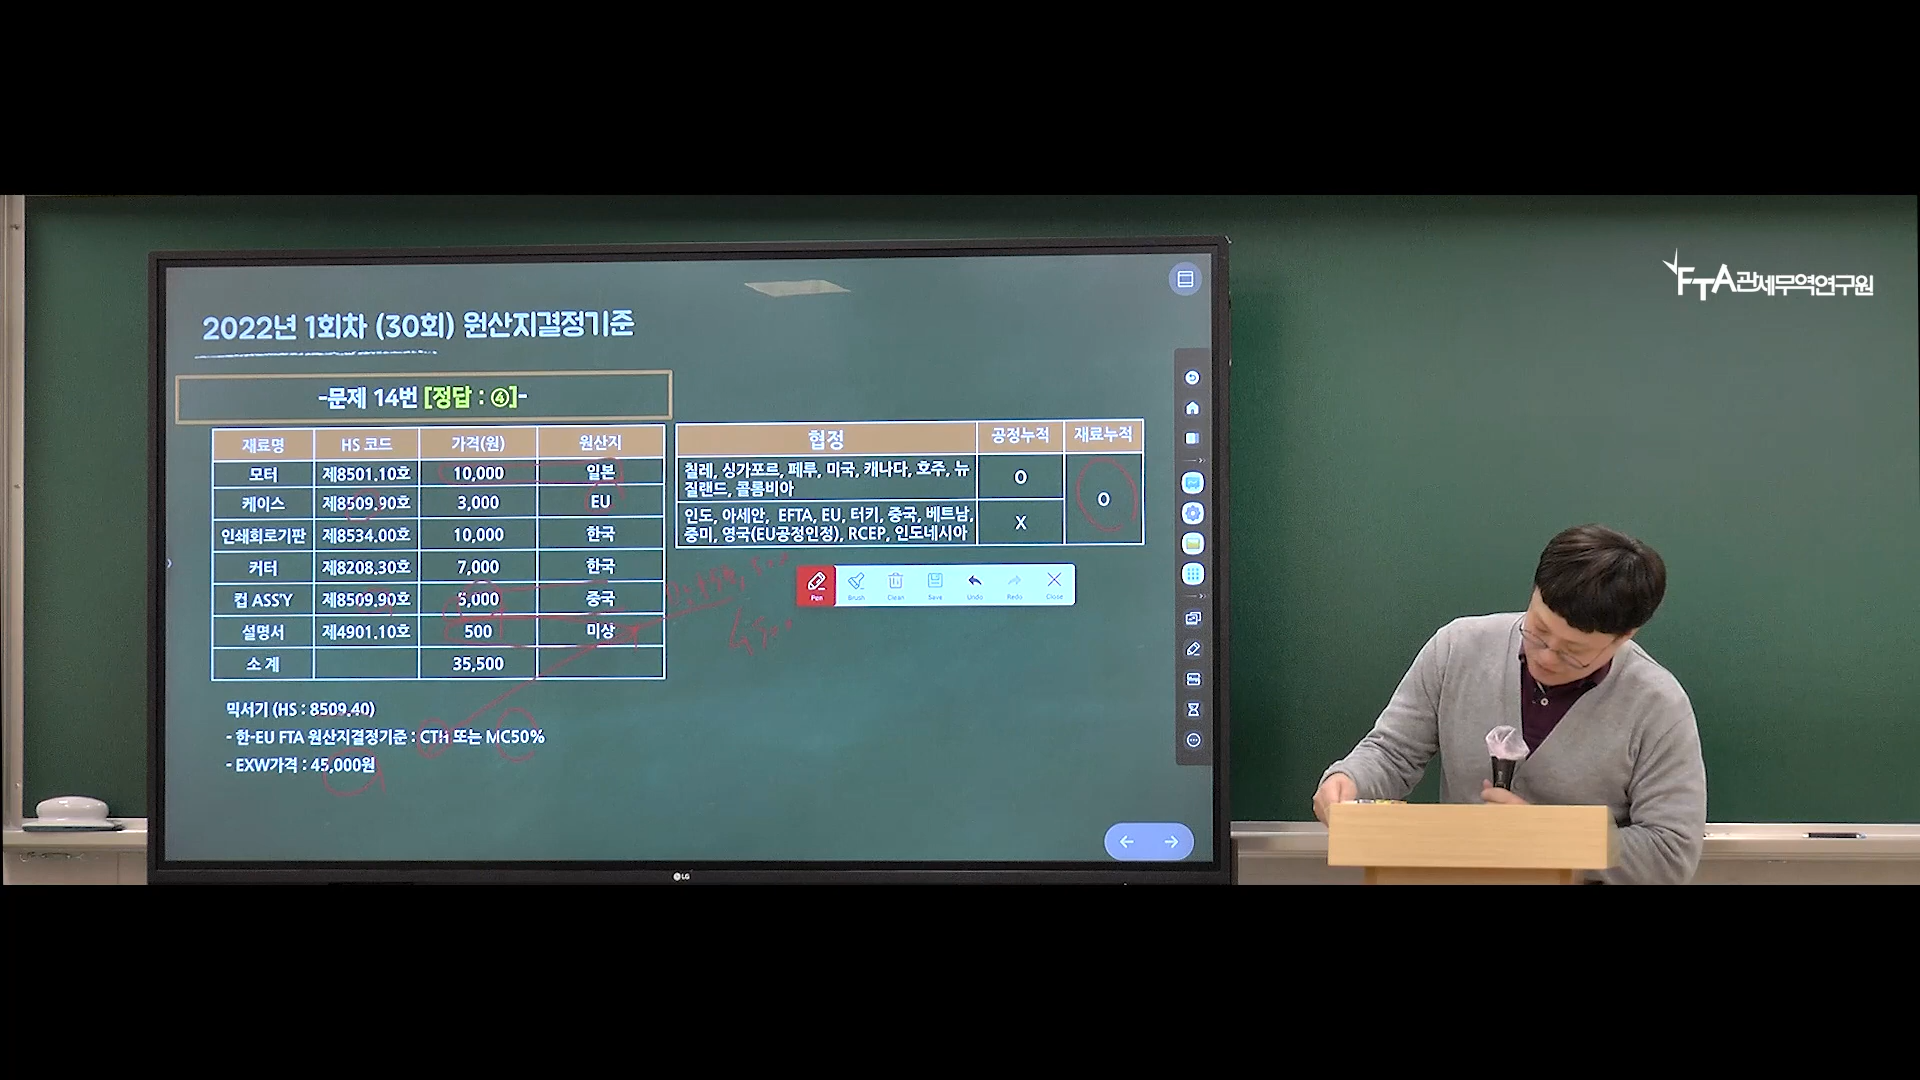 FTA관세무역연구원
2022년 1회차 (30회) 원산지결정기준
-문제 14번 [정답 : ④]-
재료명 HS 코드 가격(원) 원산지
모터 제8501.10호 10,000 일본
케이스 제8509.90호 3,000 EU
인쇄회로기판 제8534.00호 10,000 한국
커터 제8208.30호 7,000 한국
컵 ASS'Y 제8509.90호 5,000 중국
설명서 제4901.10호 500 미상
소 계 35,500
협정 공정누적 재료누적
칠레, 싱가포르, 페루, 미국, 캐나다, 호주, 뉴
질랜드, 콜롬비아
O
O
인도, 아세안, EFTA, EU, 터키, 중국, 베트남,
중미, 영국(EU공정인정), RCEP, 인도네시아
X
Pen Brush Clean Save Undo Redo Close
믹서기 (HS : 8509.40)
- 한-EU FTA 원산지결정기준 : CTH 또는 MC50%
- EXW가격 : 45,000원
LG